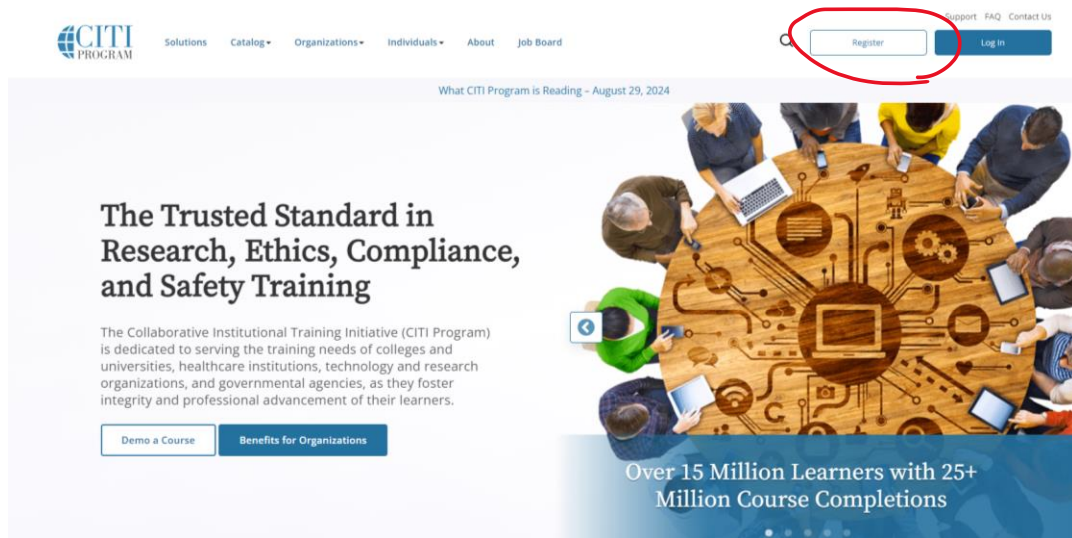 Support FAQ Contact Us
CITI
PROGRAM
Solutions Catalog Organizations Individuals About Job Board
Register Log In
What CITI Program is Reading – August 29, 2024
The Trusted Standard in
Research, Ethics, Compliance,
and Safety Training
The Collaborative Institutional Training Initiative (CITI Program)
is dedicated to serving the training needs of colleges and
universities, healthcare institutions, technology and research
organizations, and governmental agencies, as they foster
integrity and professional advancement of their learners.
Demo a Course Benefits for Organizations
Over 15 Million Learners with 25+
Million Course Completions